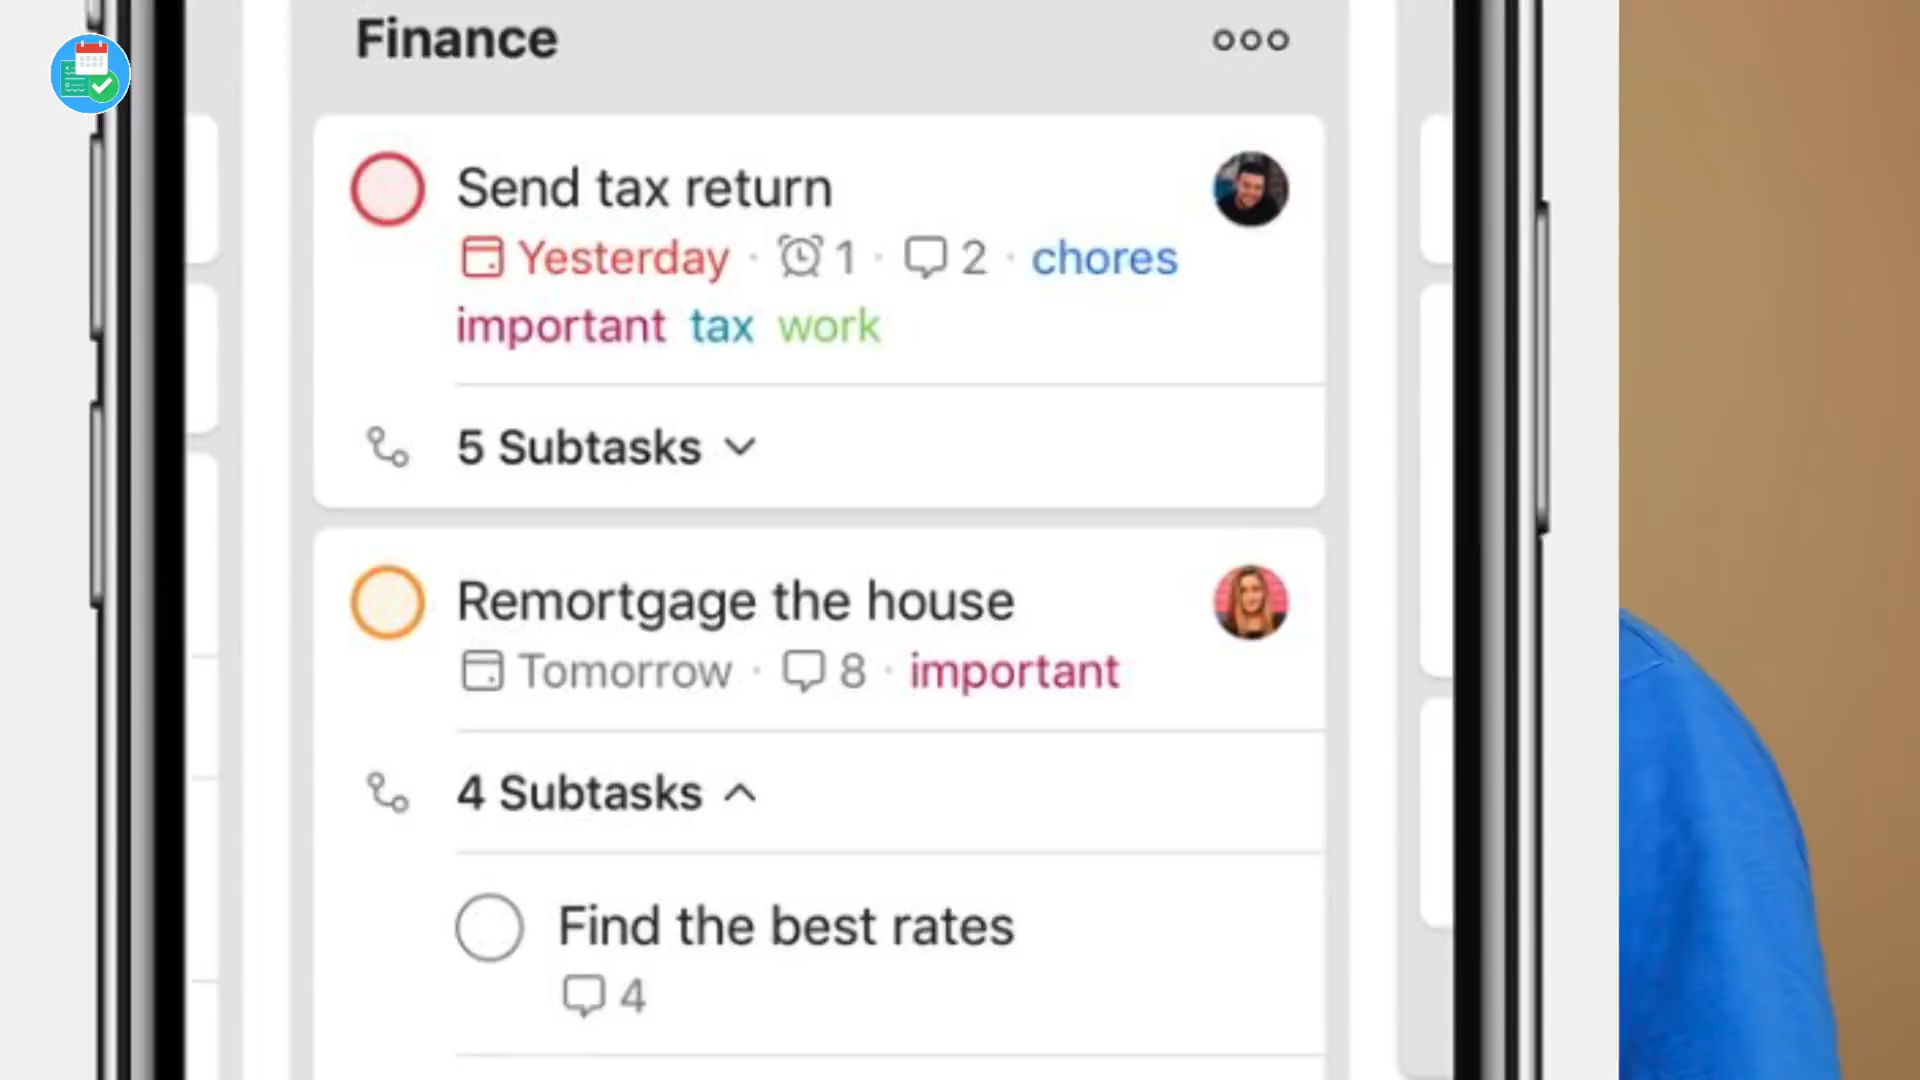 Finance
Send tax return
Yesterday · 1 · 2 · chores
important tax work
5 Subtasks
Remortgage the house
Tomorrow · 8 · important
4 Subtasks
Find the best rates
4